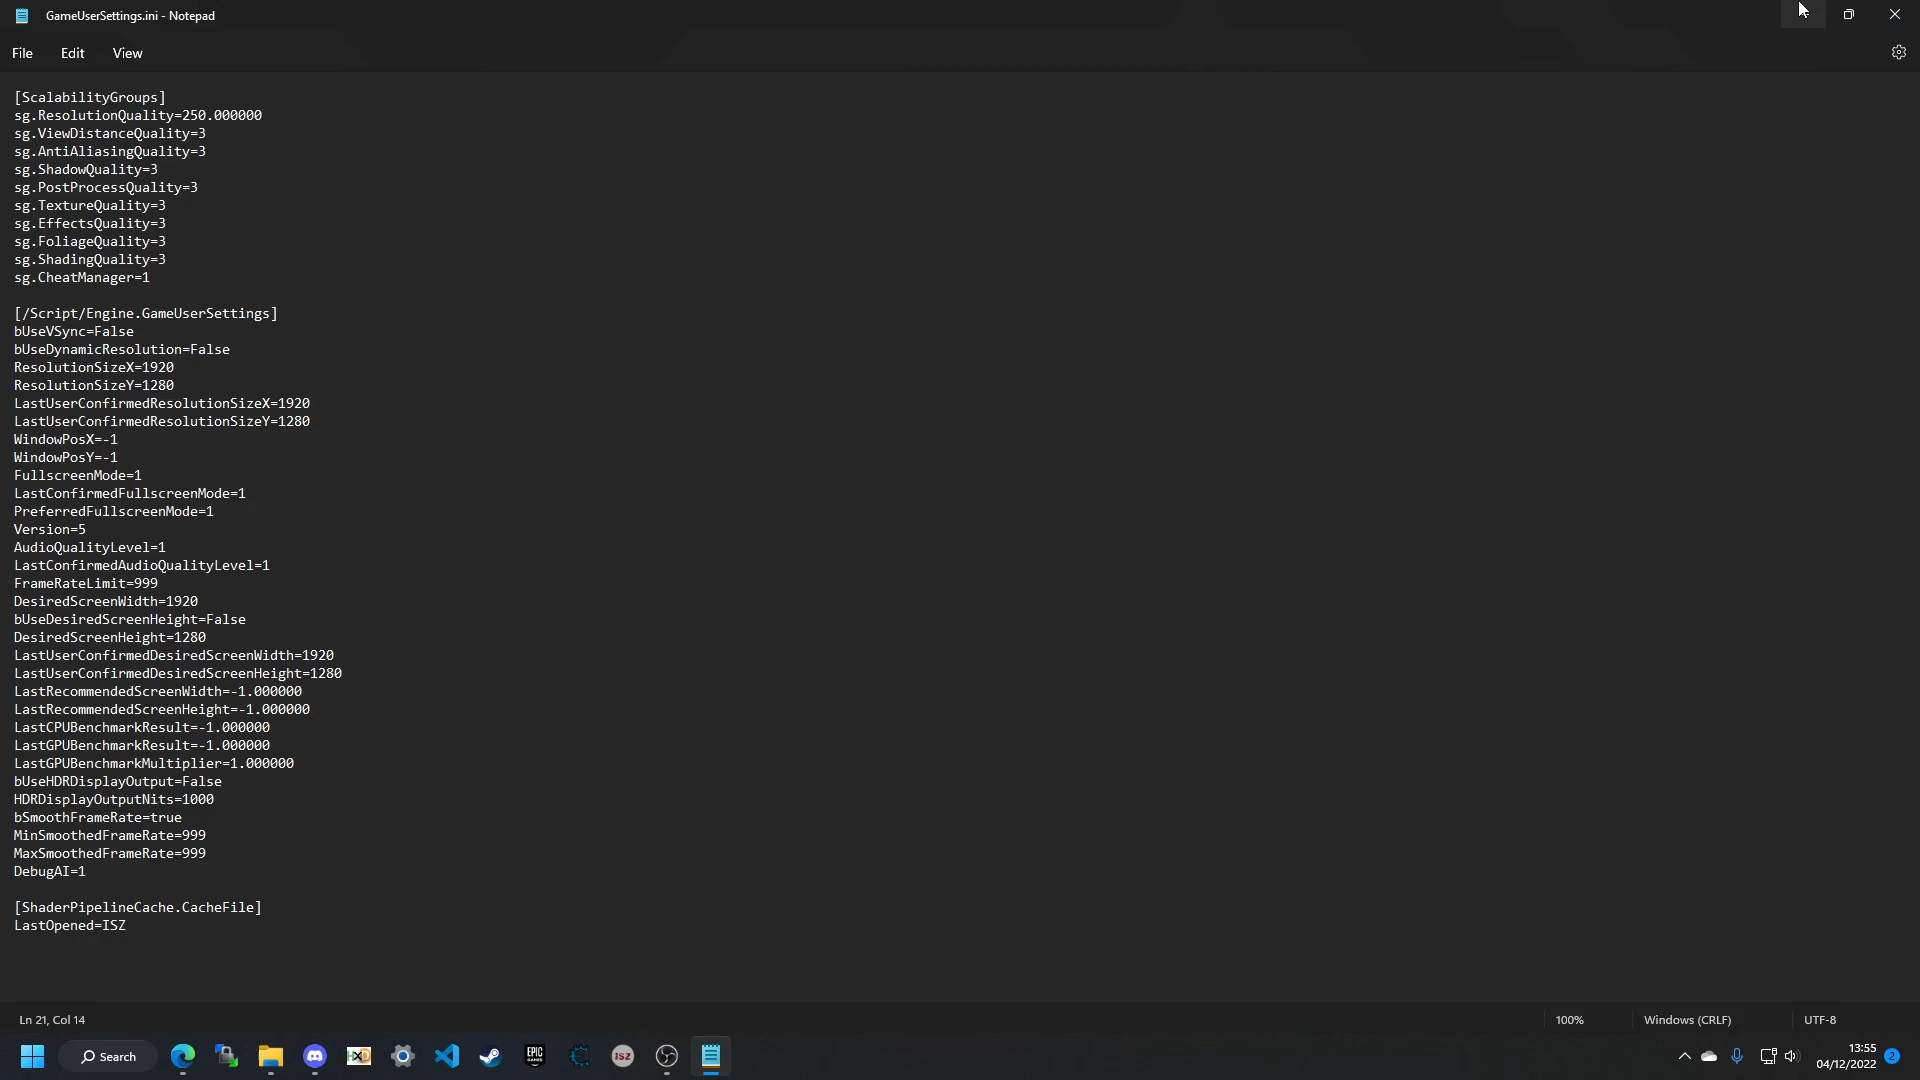 GameUserSettings.ini - Notepad
File Edit View
[ScalabilityGroups]
sg.ResolutionQuality=250.000000
sg.ViewDistanceQuality=3
sg.AntiAliasingQuality=3
sg.ShadowQuality=3
sg.PostProcessQuality=3
sg.TextureQuality=3
sg.EffectsQuality=3
sg.FoliageQuality=3
sg.ShadingQuality=3
sg.CheatManager=1
[/Script/Engine.GameUserSettings]
bUseVSync=False
bUseDynamicResolution=False
ResolutionSizeX=1920
ResolutionSizeY=1280
LastUserConfirmedResolutionSizeX=1920
LastUserConfirmedResolutionSizeY=1280
WindowPosX=-1
WindowPosY=-1
FullscreenMode=1
LastConfirmedFullscreenMode=1
PreferredFullscreenMode=1
Version=5
AudioQualityLevel=1
LastConfirmedAudioQualityLevel=1
FrameRateLimit=999
DesiredScreenWidth=1920
bUseDesiredScreenHeight=False
DesiredScreenHeight=1280
LastUserConfirmedDesiredScreenWidth=1920
LastUserConfirmedDesiredScreenHeight=1280
LastRecommendedScreenWidth=-1.000000
LastRecommendedScreenHeight=-1.000000
LastCPUBenchmarkResult=-1.000000
LastGPUBenchmarkResult=-1.000000
LastGPUBenchmarkMultiplier=1.000000
bUseHDRDisplayOutput=False
HDRDisplayOutputNits=1000
bSmoothFrameRate=true
MinSmoothedFrameRate=999
MaxSmoothedFrameRate=999
DebugAI=1
[ShaderPipelineCache.CacheFile]
LastOpened=ISZ
Ln 21, Col 14 100% Windows (CRLF) UTF-8
Search HXD EPIC GAMES ISZ 13:55
04/12/2022 2